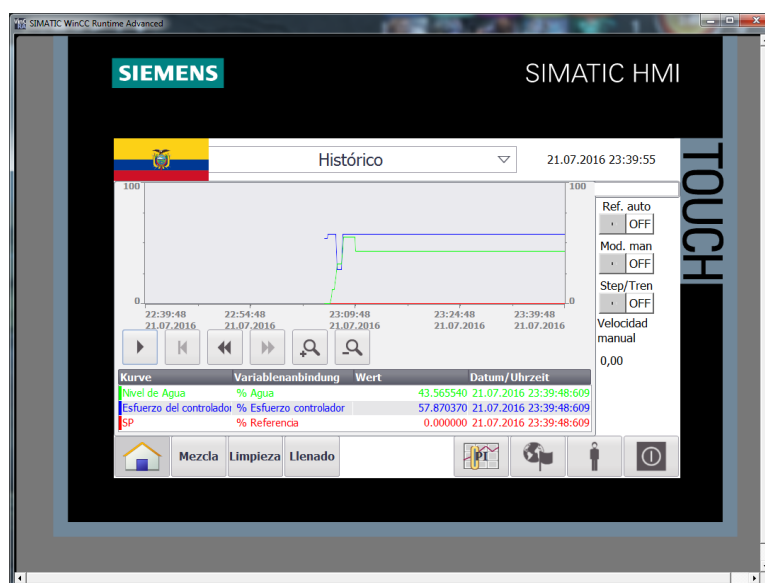 SIMATIC WinCC Runtime Advanced
SIEMENS
SIMATIC HMI
TOUCH
Histórico
21.07.2016 23:39:55
100
100
0
0
22:39:48 22:54:48 23:09:48 23:24:48 23:39:48
21.07.2016 21.07.2016 21.07.2016 21.07.2016 21.07.2016
Ref. auto
OFF
Mod. man
OFF
Step/Tren
OFF
Velocidad
manual
0,00
Kurve Variablenanbindung Wert Datum/Uhrzeit
Nivel de Agua % Agua 43.565540 21.07.2016 23:39:48:609
Esfuerzo del controlador % Esfuerzo controlador 57.870370 21.07.2016 23:39:48:609
SP % Referencia 0.000000 21.07.2016 23:39:48:609
Mezcla Limpieza Llenado PI